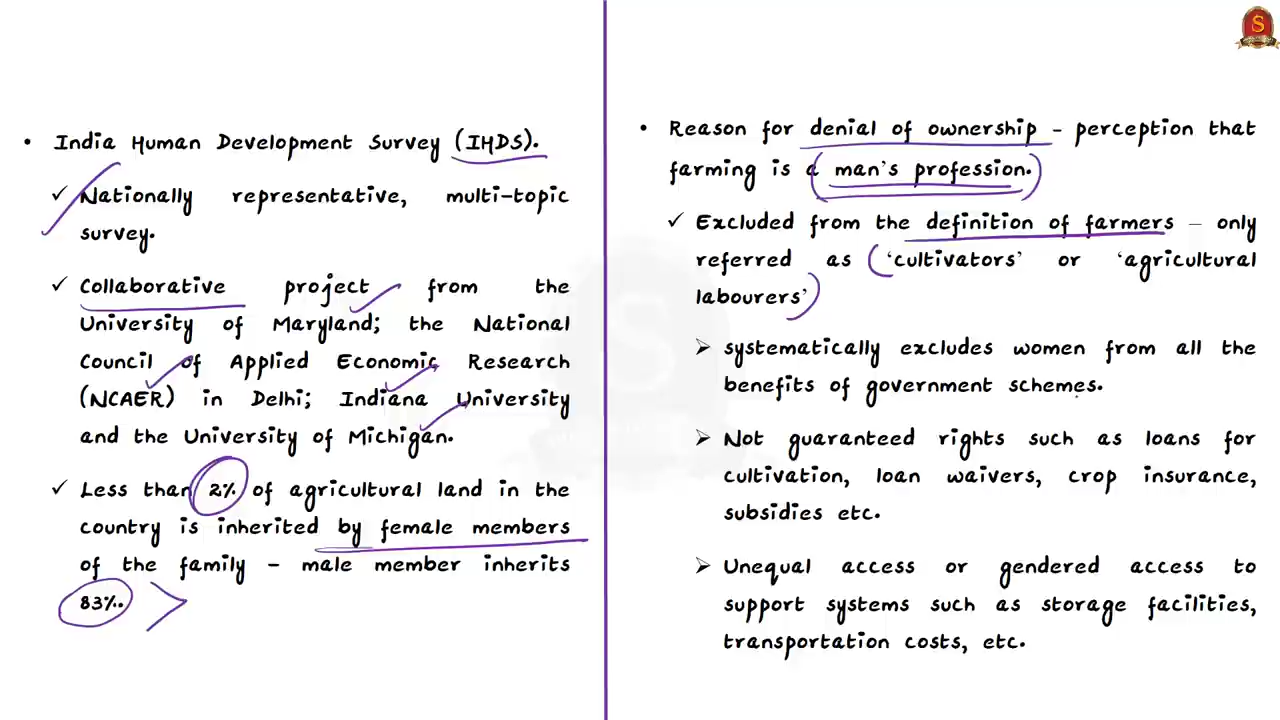 • India Human Development Survey (IHDS).
✓ Nationally representative, multi-topic
survey.
✓ Collaborative project from the
University of Maryland; the National
Council of Applied Economic Research
(NCAER) in Delhi; Indiana University
and the University of Michigan.
✓ Less than 2% of agricultural land in the
country is inherited by female members
of the family - male member inherits
83%.
• Reason for denial of ownership - perception that
farming is a man's profession.
✓ Excluded from the definition of farmers - only
referred as 'cultivators' or 'agricultural
labourers'
➢ systematically excludes women from all the
benefits of government schemes.
➢ Not guaranteed rights such as loans for
cultivation, loan waivers, crop insurance,
subsidies etc.
➢ Unequal access or gendered access to
support systems such as storage facilities,
transportation costs, etc.
S